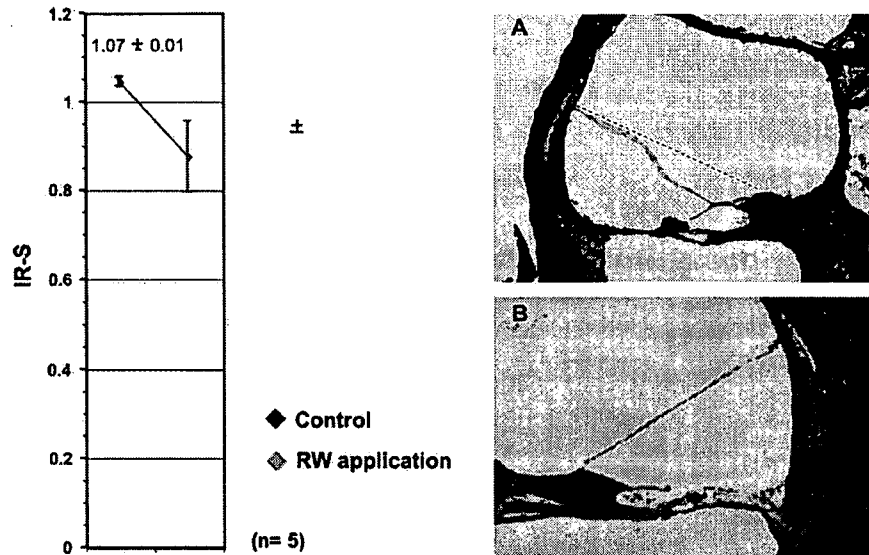 1.2
1.07 ± 0.01
1
±
0.8
IR-S
0.6
0.4
Control
0.2
RW application
0
(n= 5)
A
B